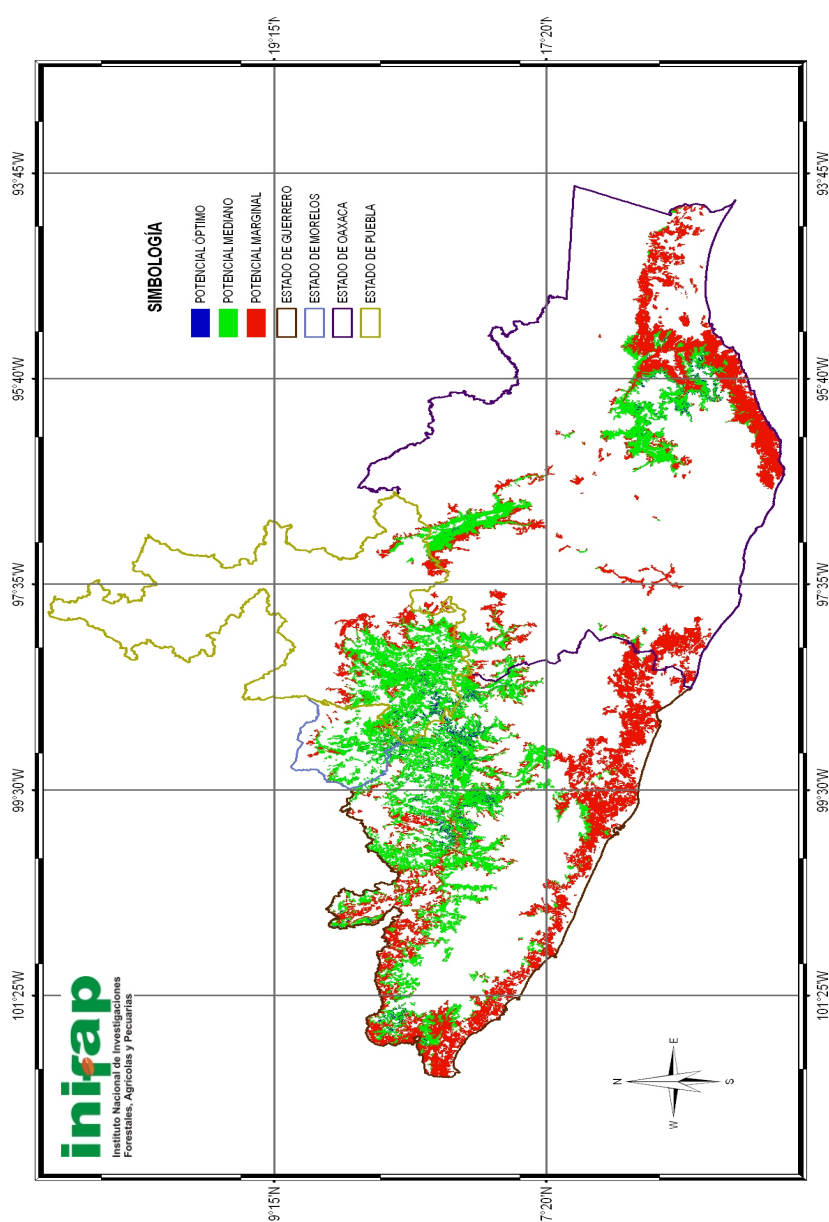 inifap
Instituto Nacional de Investigaciones
Forestales, Agrícolas y Pecuarias
SIMBOLOGÍA
POTENCIAL ÓPTIMO
POTENCIAL MEDIANO
POTENCIAL MARGINAL
ESTADO DE GUERRERO
ESTADO DE MORELOS
ESTADO DE OAXACA
ESTADO DE PUEBLA
101°25'W
99°30'W
97°35'W
95°40'W
93°45'W
9°15'N
19°15'N
7°20'N
17°20'N
101°25'W
99°30'W
97°35'W
95°40'W
93°45'W
N
W
E
S